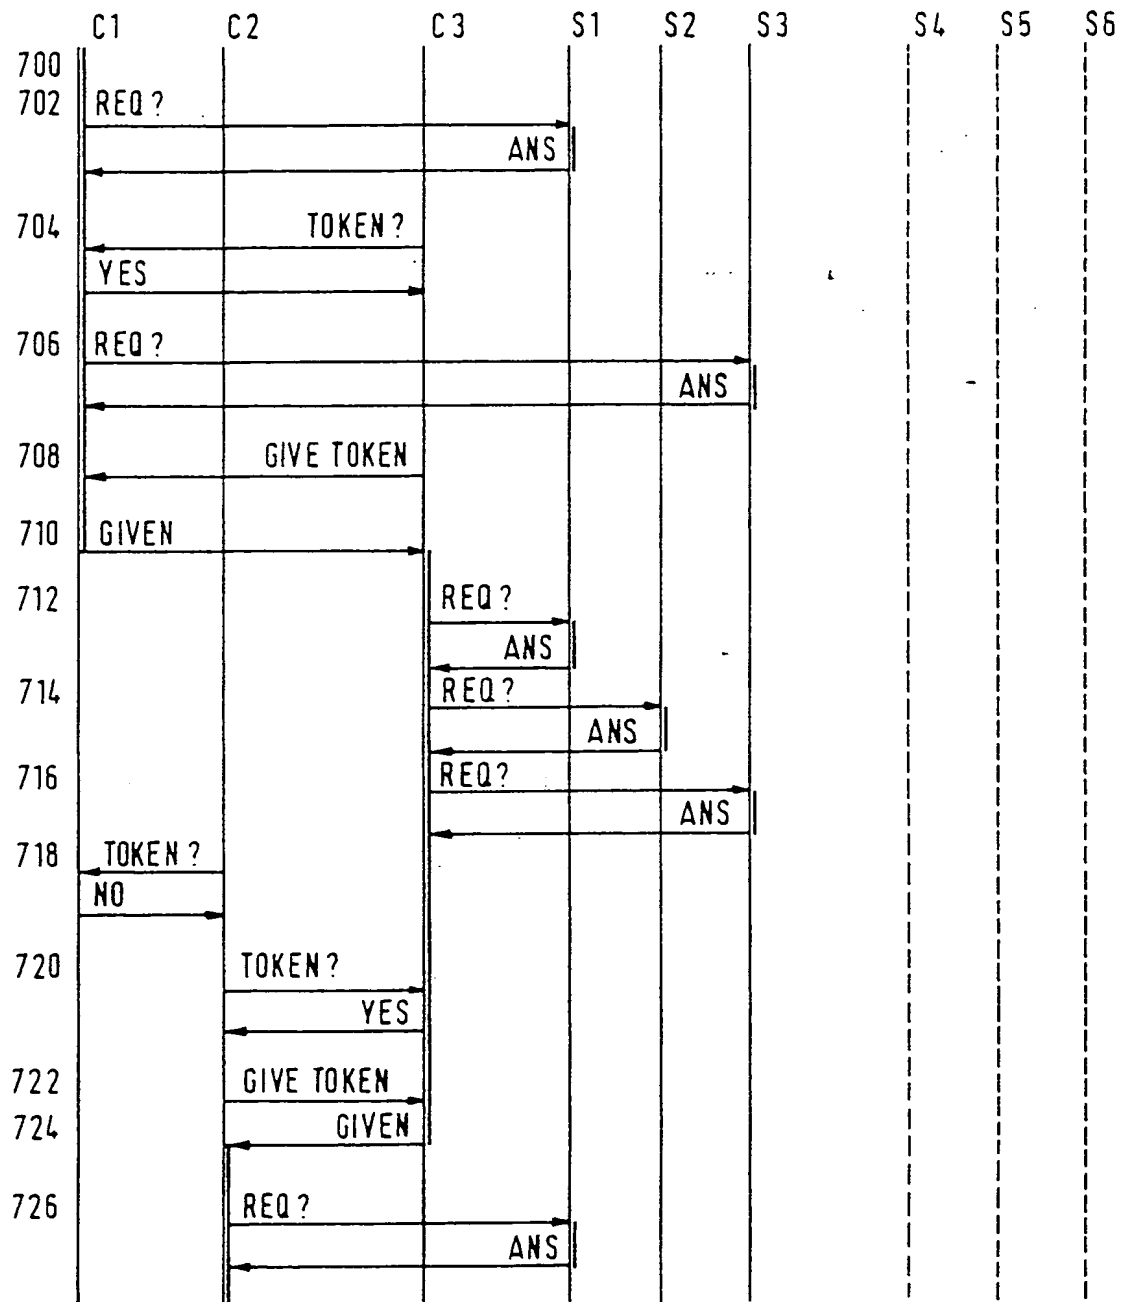 C1 C2 C3 S1 S2 S3 S4 S5 S6
700
702 REQ?
ANS
704 TOKEN?
YES
706 REQ?
ANS
708 GIVE TOKEN
710 GIVEN
712 REQ?
ANS
714 REQ?
ANS
716 REQ?
ANS
718 TOKEN?
NO
720 TOKEN?
YES
722 GIVE TOKEN
724 GIVEN
726 REQ?
ANS